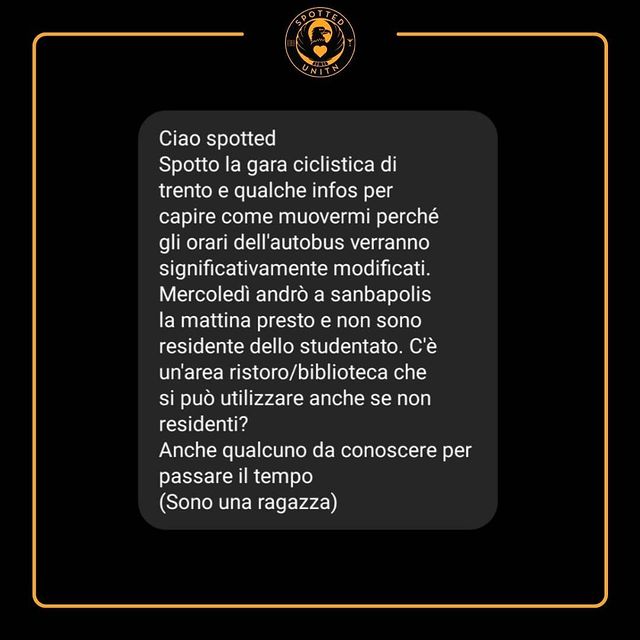 SPOTTED
UNITN
Ciao spotted
Spotto la gara ciclistica di
trento e qualche infos per
capire come muovermi perché
gli orari dell'autobus verranno
significativamente modificati.
Mercoledì andrò a sanbapolis
la mattina presto e non sono
residente dello studentato. C'è
un'area ristoro/biblioteca che
si può utilizzare anche se non
residenti?
Anche qualcuno da conoscere per
passare il tempo
(Sono una ragazza)